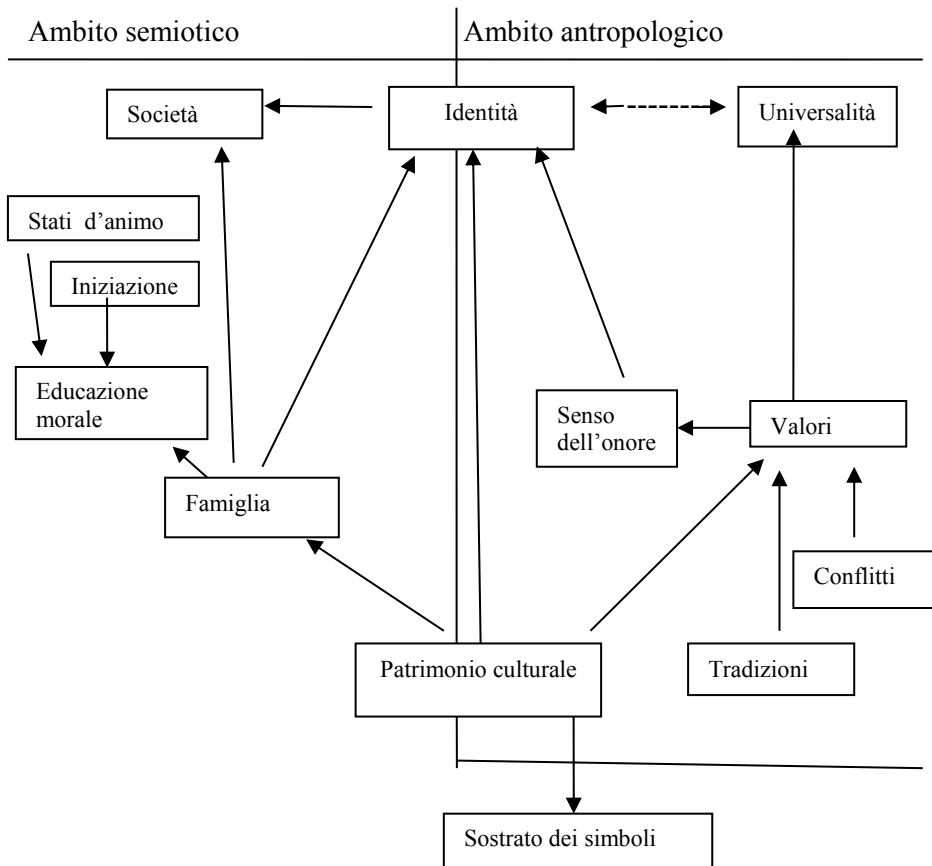 Ambito semiotico
Ambito antropologico
Società
Identità
Universalità
Stati d’animo
Iniziazione
Educazione
morale
Senso
dell’onore
Valori
Famiglia
Conflitti
Patrimonio culturale
Tradizioni
Sostrato dei simboli